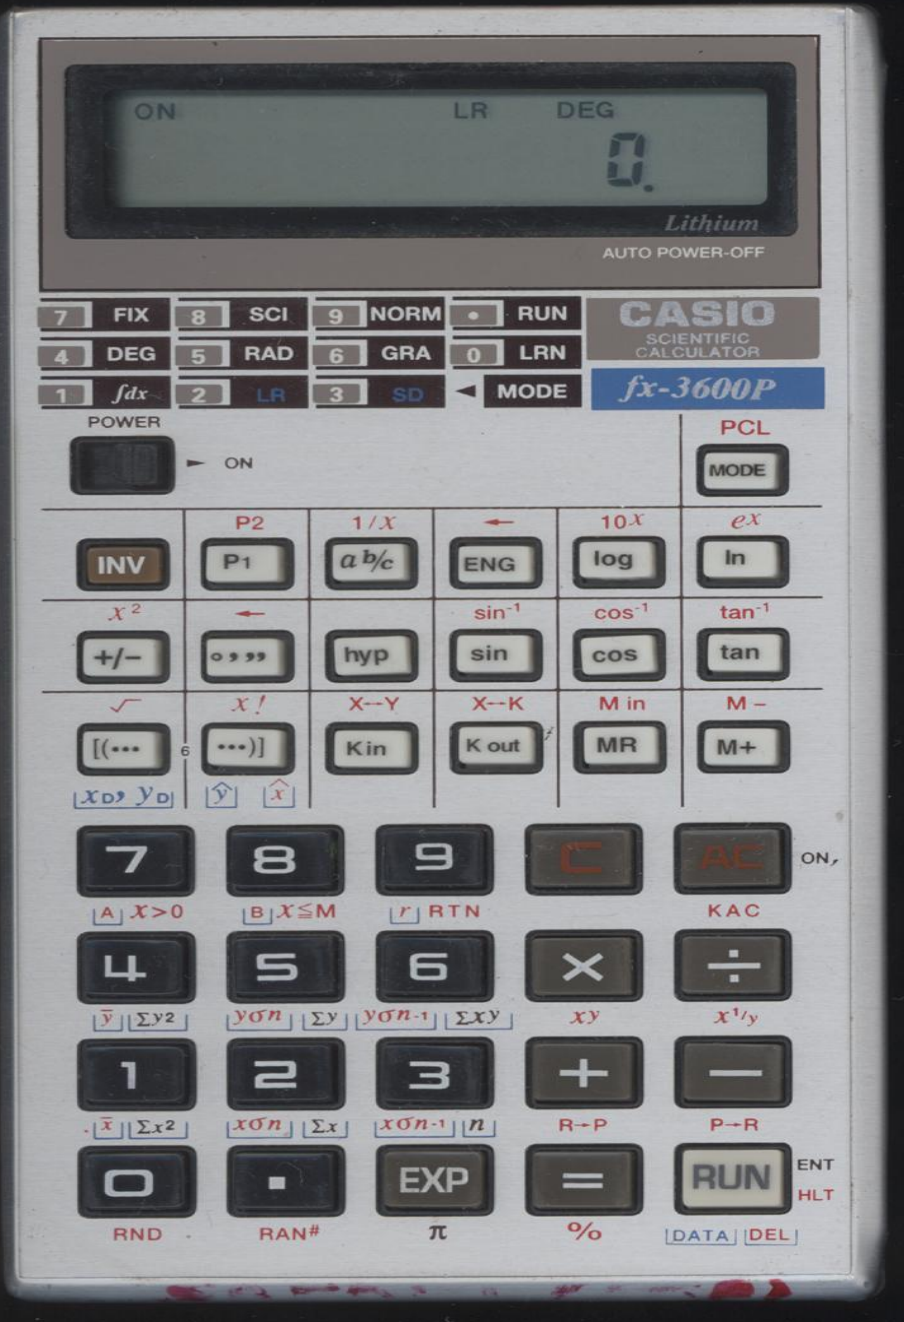 ON LR DEG
0.
Lithium
AUTO POWER-OFF
7 FIX 8 SCI 9 NORM • RUN
4 DEG 5 RAD 6 GRA 0 LRN
1 ∫dx 2 LR 3 SD ◄ MODE
CASIO
SCIENTIFIC
CALCULATOR
fx-3600P
POWER
► ON
PCL
MODE
P2 1/x ← 10ˣ eˣ
INV P1 a b/c ENG log ln
x² ← sin⁻¹ cos⁻¹ tan⁻¹
+/− ° , ,, hyp sin cos tan
√ x! X↔Y X↔K M in M−
[(… …)] K in K out MR M+
6
xD, yD ŷ x̂
7 8 9 C AC ON,
A x>0 B x≦M r RTN KAC
4 5 6 × ÷
ȳ Σy² yσn Σy yσn-1 Σxy xʸ x¹/y
1 2 3 + −
x̄ Σx² xσn Σx xσn-1 n R→P P→R
0 . EXP = RUN ENT
HLT
RND RAN# π % DATA DEL